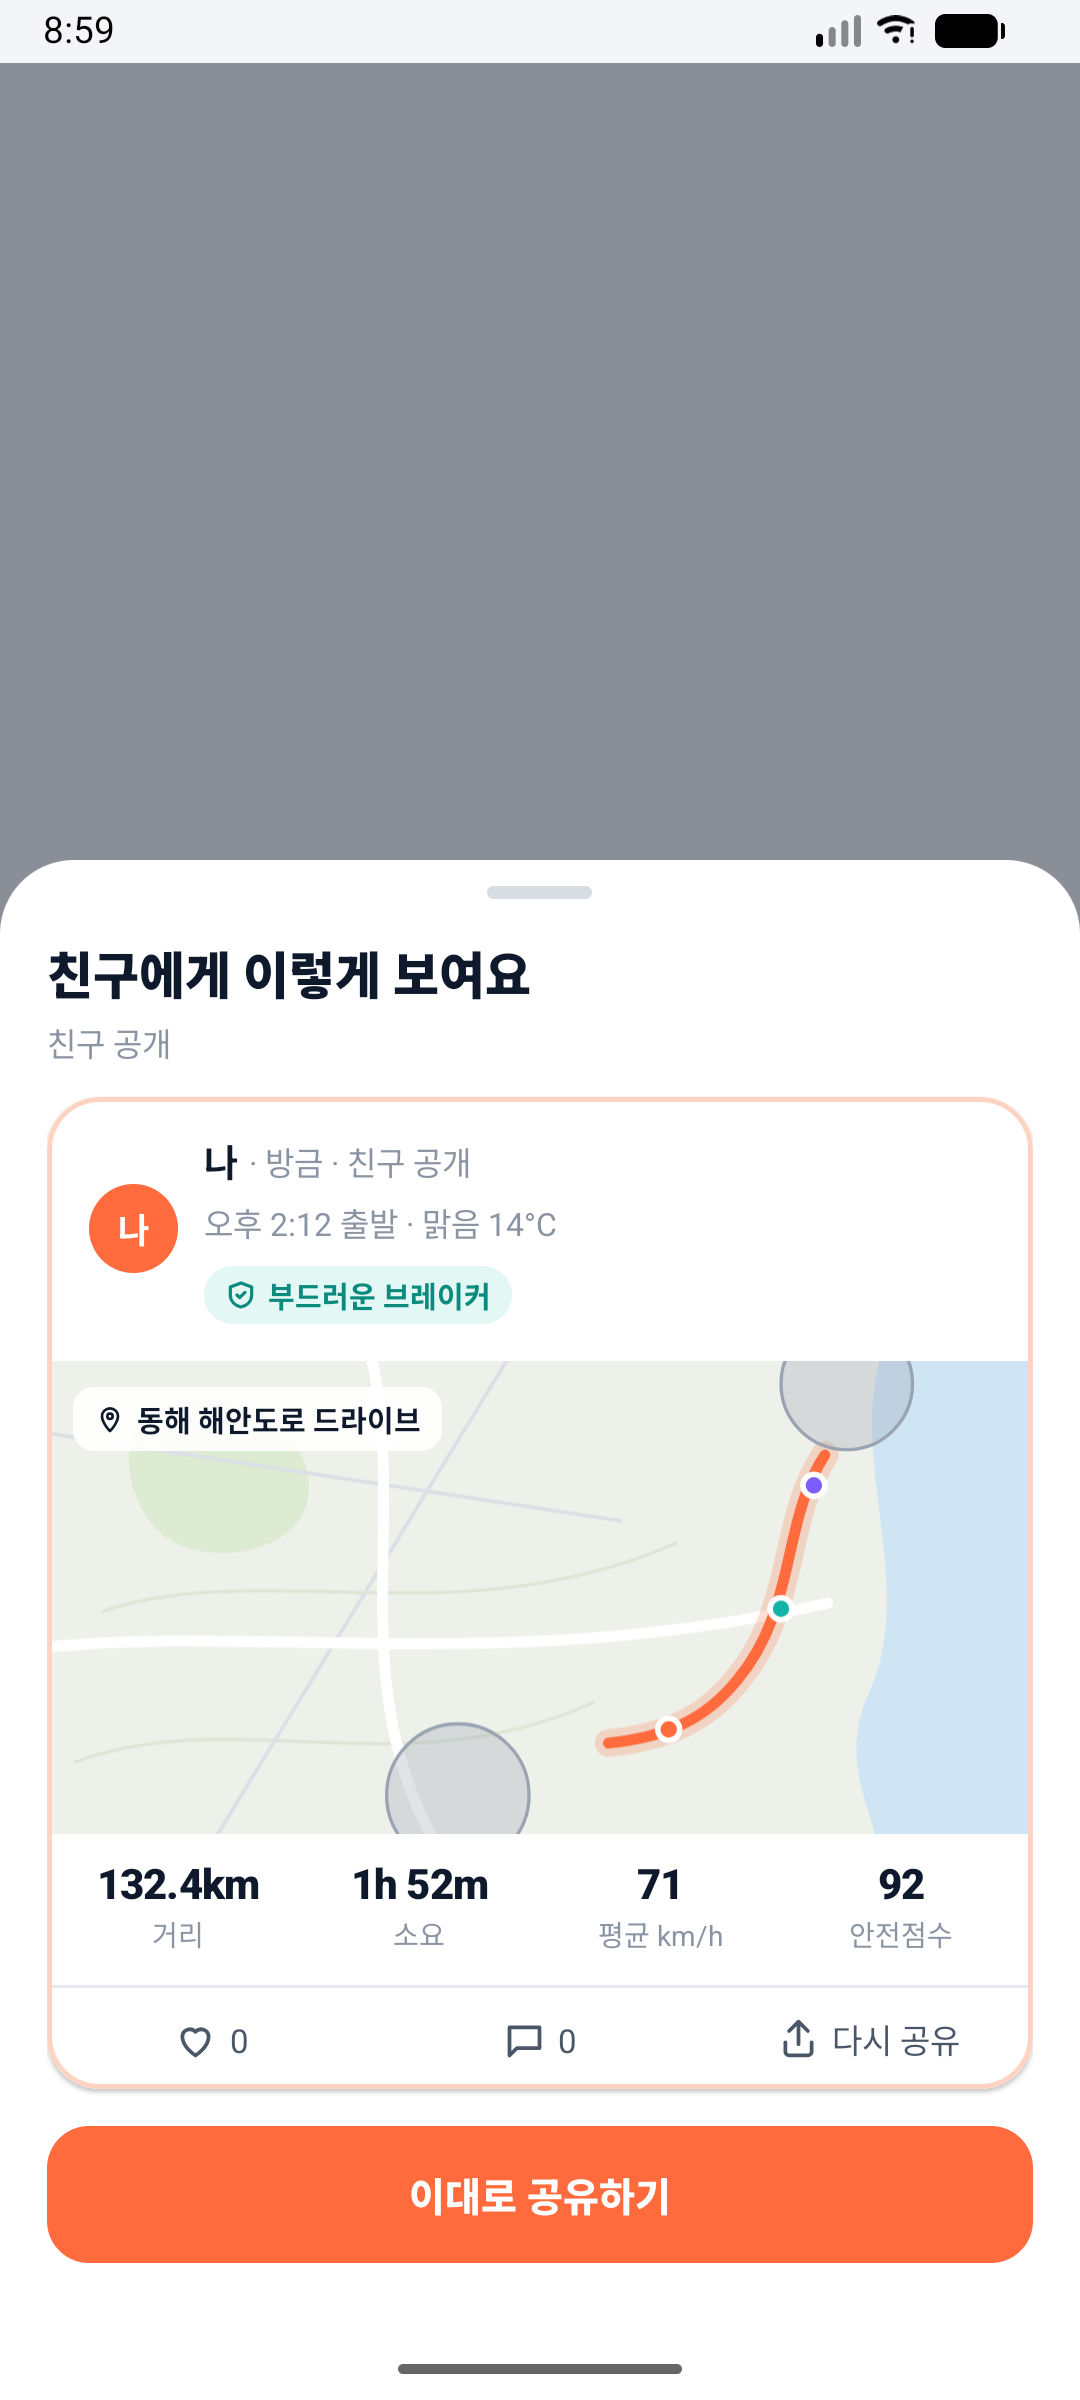 8:59
친구에게 이렇게 보여요
친구 공개
나 · 방금 · 친구 공개
나
오후 2:12 출발 · 맑음 14°C
부드러운 브레이커
동해 해안도로 드라이브
132.4km 1h 52m 71 92
거리 소요 평균 km/h 안전점수
0 0 다시 공유
이대로 공유하기